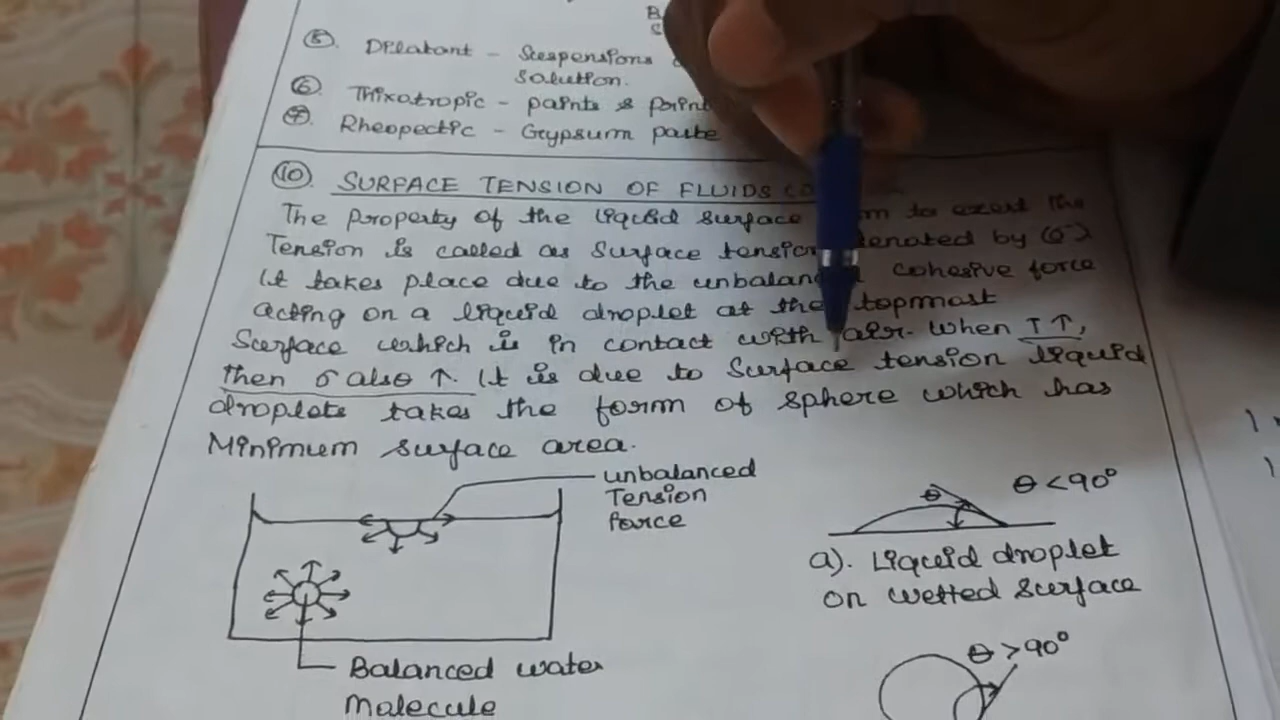 ⑤. Dilatant - Suspensions
solution.
⑥. Thixotropic - paints & print
⑦. Rheopectic - Gypsum paste
⑩. SURFACE TENSION OF FLUIDS
The property of the liquid surface to exert the
Tension is called as surface tension denoted by (σ)
It takes place due to the cohesive force
acting on a liquid droplet at the topmost
Surface which is in contact with air. When T↑,
then σ also ↑. It is due to surface tension liquid
droplets takes the form of sphere which has
Minimum surface area.
unbalanced
Tension
force
θ
θ < 90°
a). Liquid droplet
on wetted surface
Balanced water
Molecule
θ > 90°